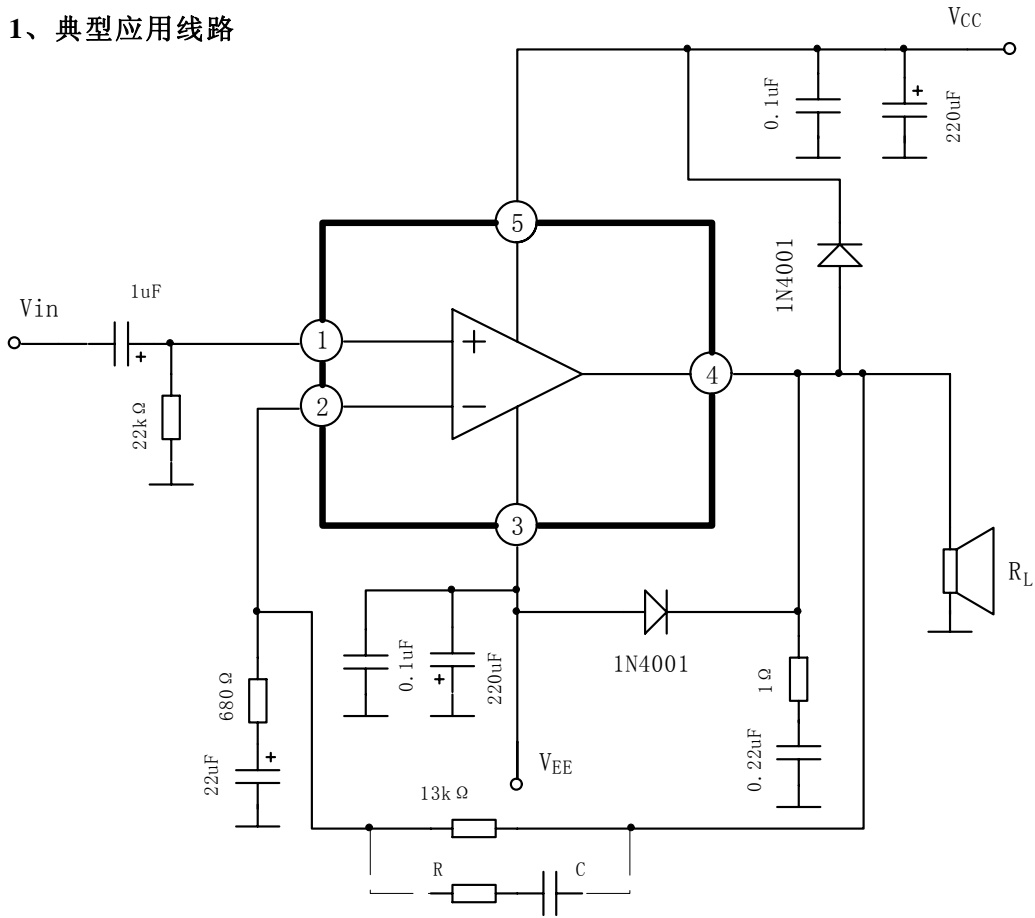 1、典型应用线路
VCC
0.1uF
220uF
1N4001
5
Vin
1uF
+
22kΩ
1
2
+
−
4
3
RL
0.1uF
220uF
+
1N4001
1Ω
0.22uF
680Ω
22uF
+
VEE
13kΩ
R
C
+